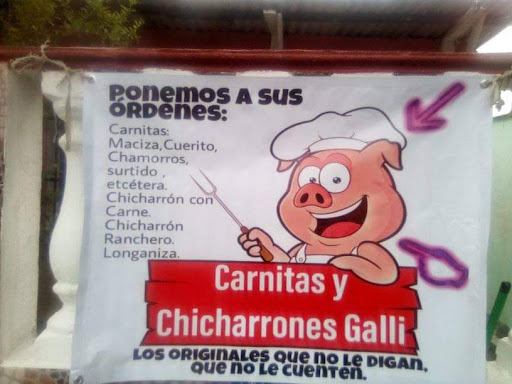 PONEMOS A SUS
ÓRDENES:
Carnitas:
Maciza,Cuerito,
Chamorros,
surtido ,
etcétera.
Chicharrón con
Carne.
Chicharrón
Ranchero.
Longaniza.
Carnitas y
Chicharrones Galli
LOS ORIGINALES QUE NO LE DIGAN,
QUE NO LE CUENTEN.